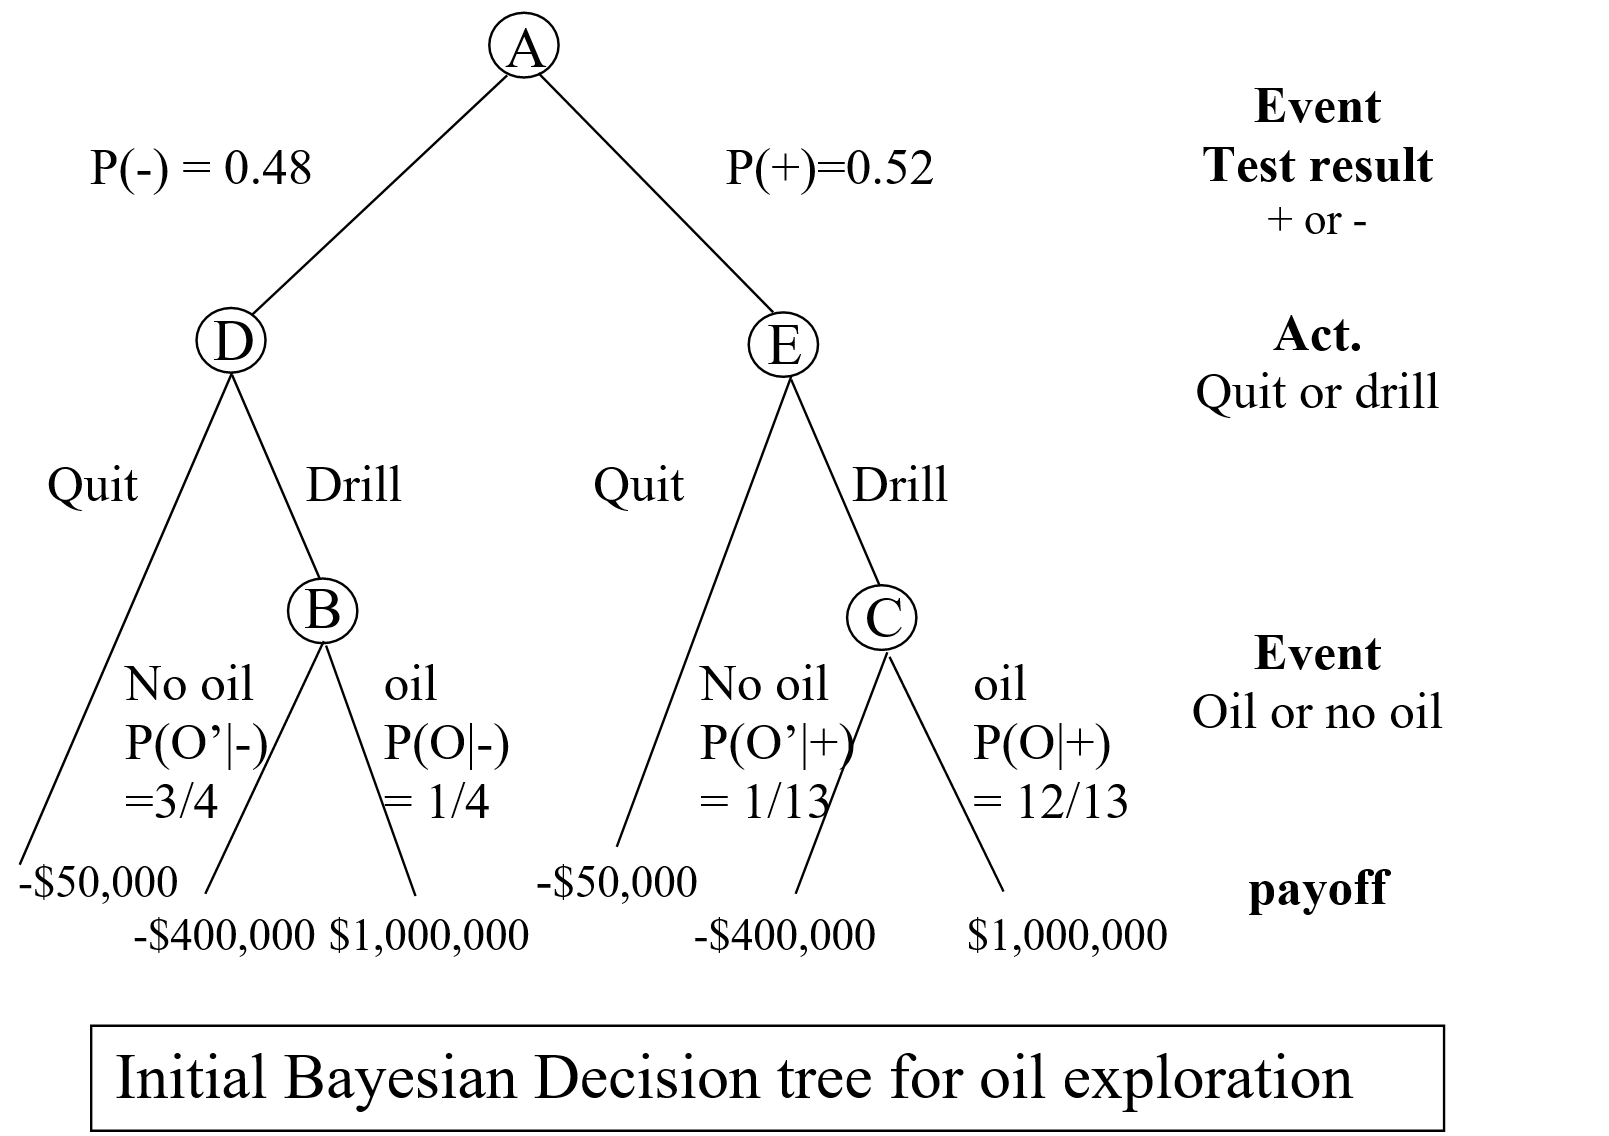 A
Event
P(-) = 0.48
P(+)=0.52
Test result
+ or -
D
E
Act.
Quit or drill
Quit
Drill
Quit
Drill
B
C
No oil
P(O’|-)
=3/4
oil
P(O|-)
= 1/4
No oil
P(O’|+)
= 1/13
oil
P(O|+)
= 12/13
Event
Oil or no oil
-$50,000
-$400,000
$1,000,000
-$50,000
-$400,000
$1,000,000
payoff
Initial Bayesian Decision tree for oil exploration